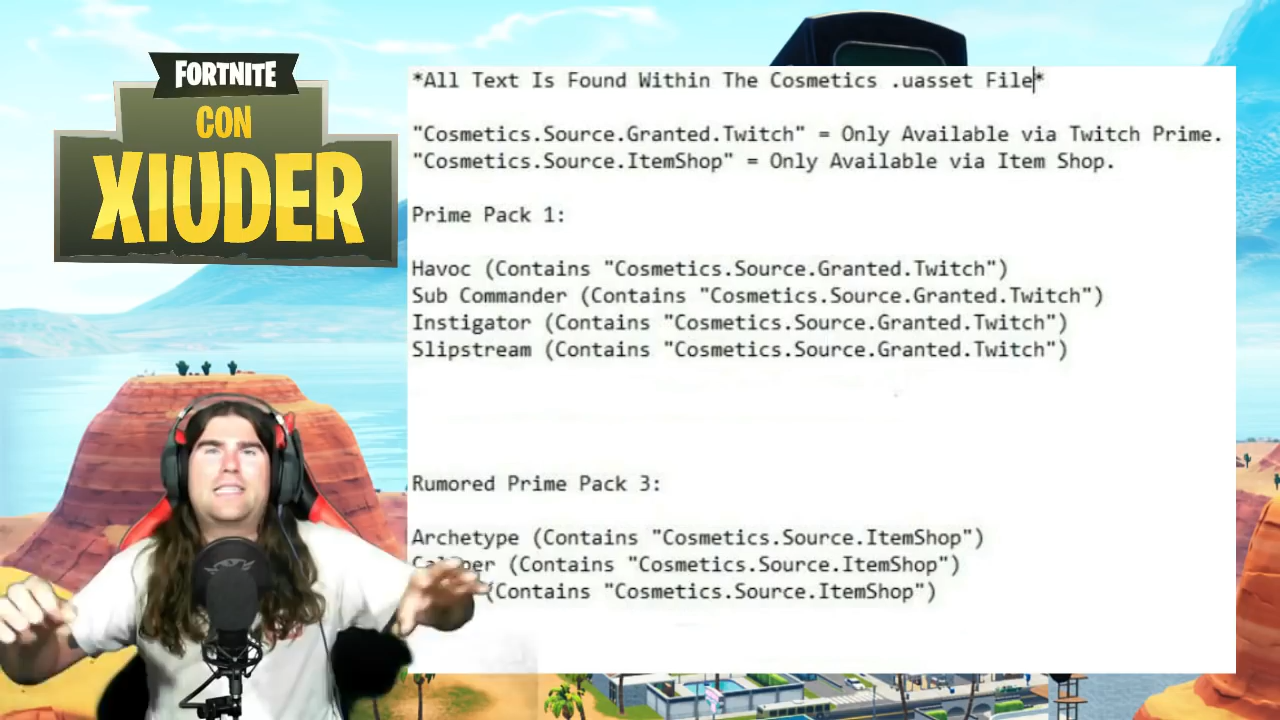 FORTNITE
CON
XIUDER
*All Text Is Found Within The Cosmetics .uasset File*
"Cosmetics.Source.Granted.Twitch" = Only Available via Twitch Prime.
"Cosmetics.Source.ItemShop" = Only Available via Item Shop.
Prime Pack 1:
Havoc (Contains "Cosmetics.Source.Granted.Twitch")
Sub Commander (Contains "Cosmetics.Source.Granted.Twitch")
Instigator (Contains "Cosmetics.Source.Granted.Twitch")
Slipstream (Contains "Cosmetics.Source.Granted.Twitch")
Rumored Prime Pack 3:
Archetype (Contains "Cosmetics.Source.ItemShop")
(Contains "Cosmetics.Source.ItemShop")
(Contains "Cosmetics.Source.ItemShop")